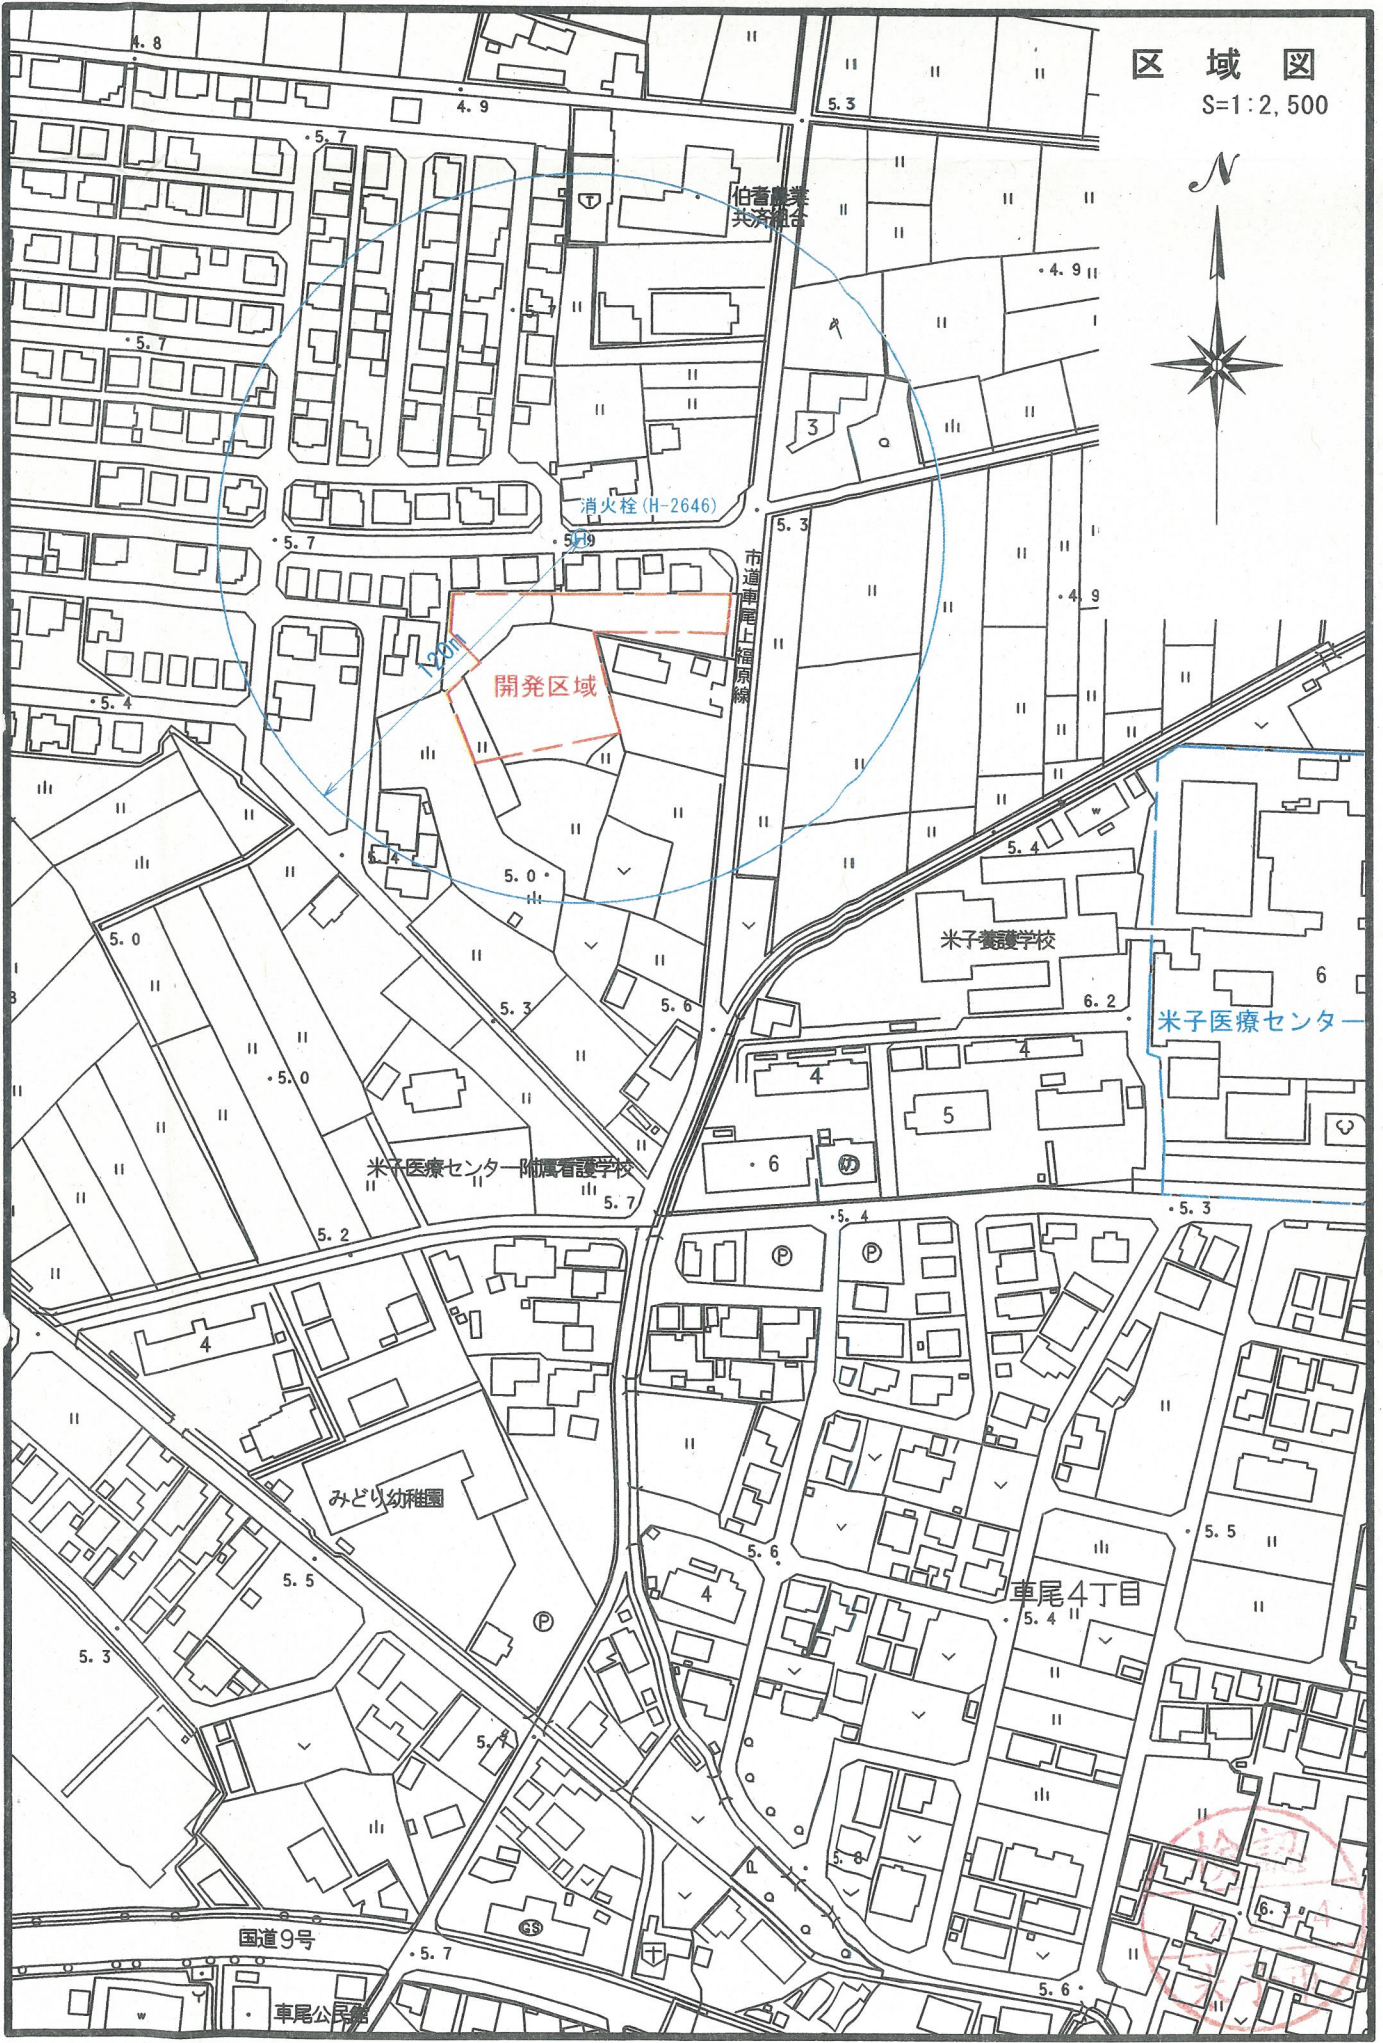 区域図
S=1:2,500
N
4.8
4.9
5.3
5.7
伯耆農業
共済組合
4.9
5.7
5.7
3
消火栓(H-2646)
5.3
5.7
5.9
H
市道車尾上福原線
4.9
120m
開発区域
5.4
5.4
5.4
5.0
5.0
米子養護学校
6
6.2
5.3
5.6
米子医療センター
4
4
5.0
5
米子医療センター附属看護学校
6
の
5.7
5.4
5.3
5.2
P
P
4
みどり幼稚園
5.5
5.6
5.5
4
車尾4丁目
5.4
P
5.3
5.7
5.8
6.3
GS
国道9号
5.7
5.6
車尾公民館